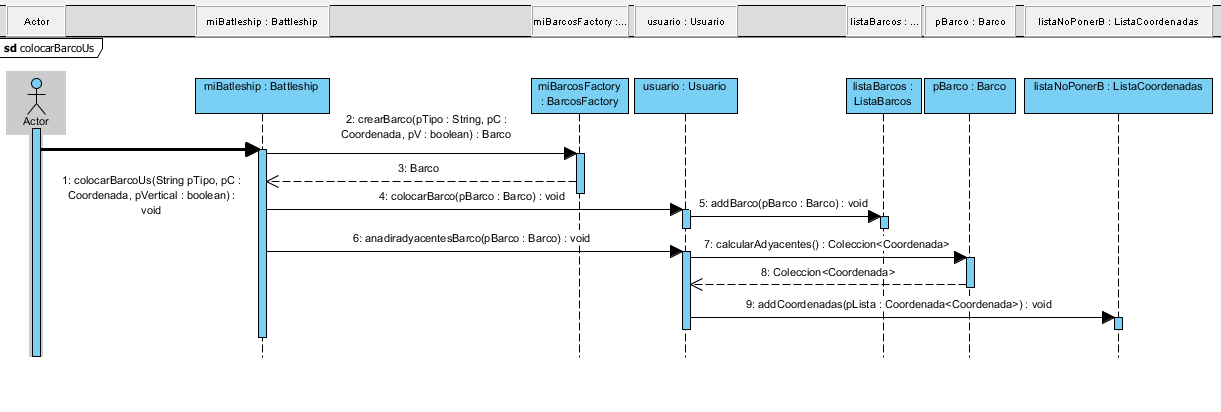 Actor
miBatleship : Battleship
miBarcosFactory :...
usuario : Usuario
listaBarcos : ...
pBarco : Barco
listaNoPonerB : ListaCoordenadas
sd colocarBarcoUs
Actor
miBatleship : Battleship
miBarcosFactory
: BarcosFactory
usuario : Usuario
listaBarcos :
ListaBarcos
pBarco : Barco
listaNoPonerB : ListaCoordenadas
2: crearBarco(pTipo : String, pC :
Coordenada, pV : boolean) : Barco
3: Barco
1: colocarBarcoUs(String pTipo, pC :
Coordenada, pVertical : boolean) :
void
4: colocarBarco(pBarco : Barco) : void
5: addBarco(pBarco : Barco) : void
6: anadiradyacentesBarco(pBarco : Barco) : void
7: calcularAdyacentes() : Coleccion<Coordenada>
8: Coleccion<Coordenada>
9: addCoordenadas(pLista : Coordenada<Coordenada>) : void